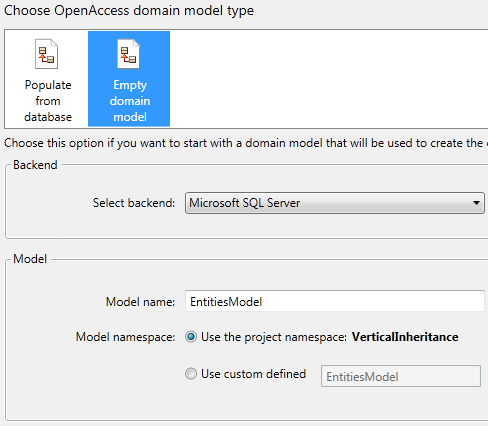 Choose OpenAccess domain model type
Populate from database
Empty domain model
Choose this option if you want to start with a domain model that will be used to create the
Backend
Select backend: Microsoft SQL Server
Model
Model name: EntitiesModel
Model namespace: Use the project namespace: VerticalInheritance
Use custom defined EntitiesModel